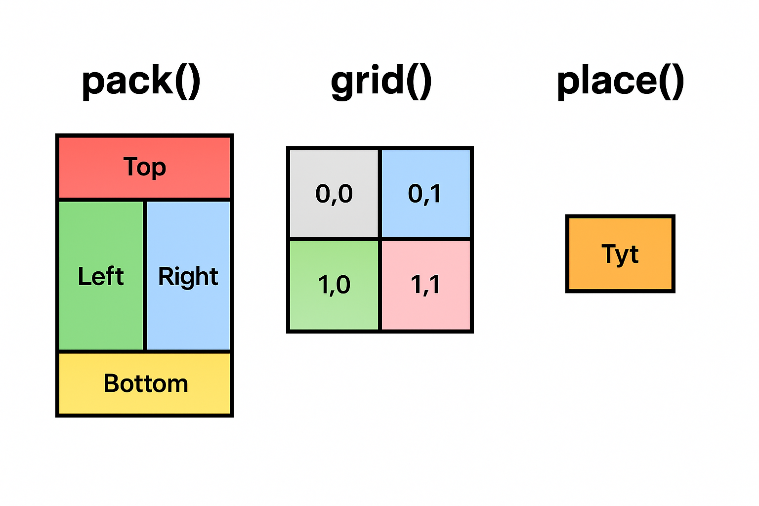 pack()
grid()
place()
Top
Left
Right
Bottom
0,0
0,1
1,0
1,1
Tyt